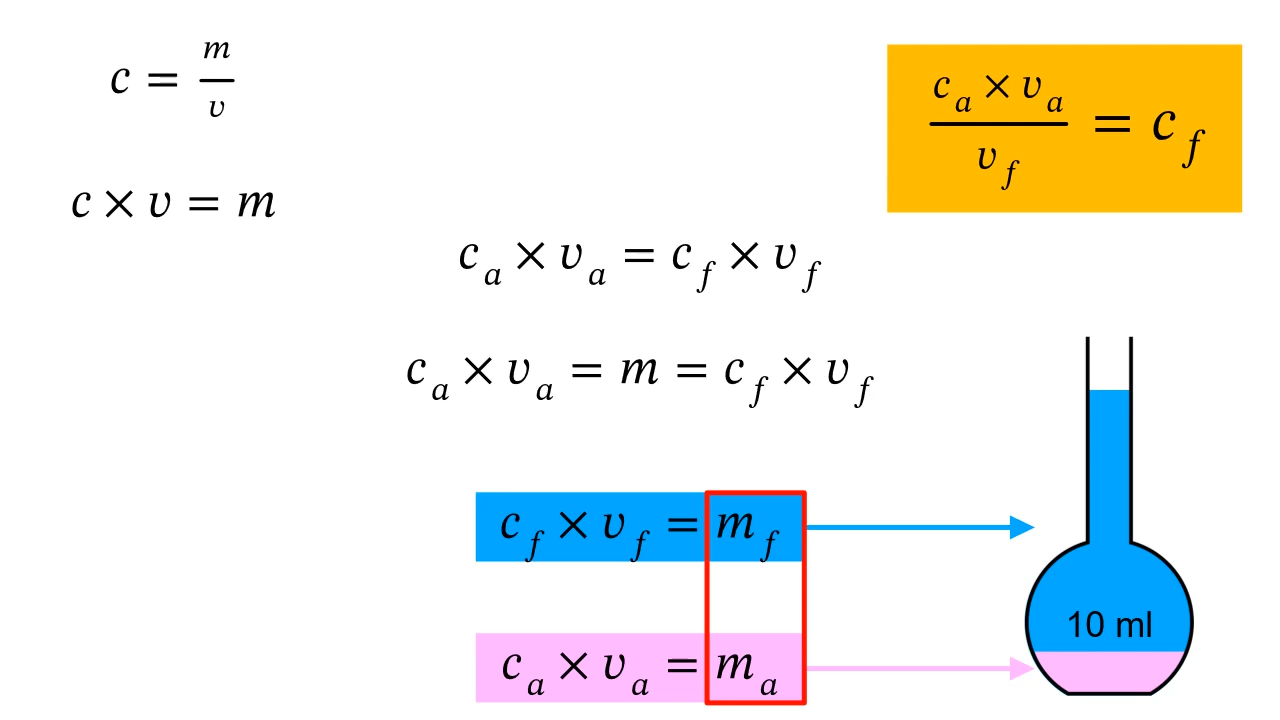 c = m/v
c × v = m
(c_a × v_a)/v_f = c_f
c_a × v_a = c_f × v_f
c_a × v_a = m = c_f × v_f
c_f × v_f = m_f
10 ml
c_a × v_a = m_a